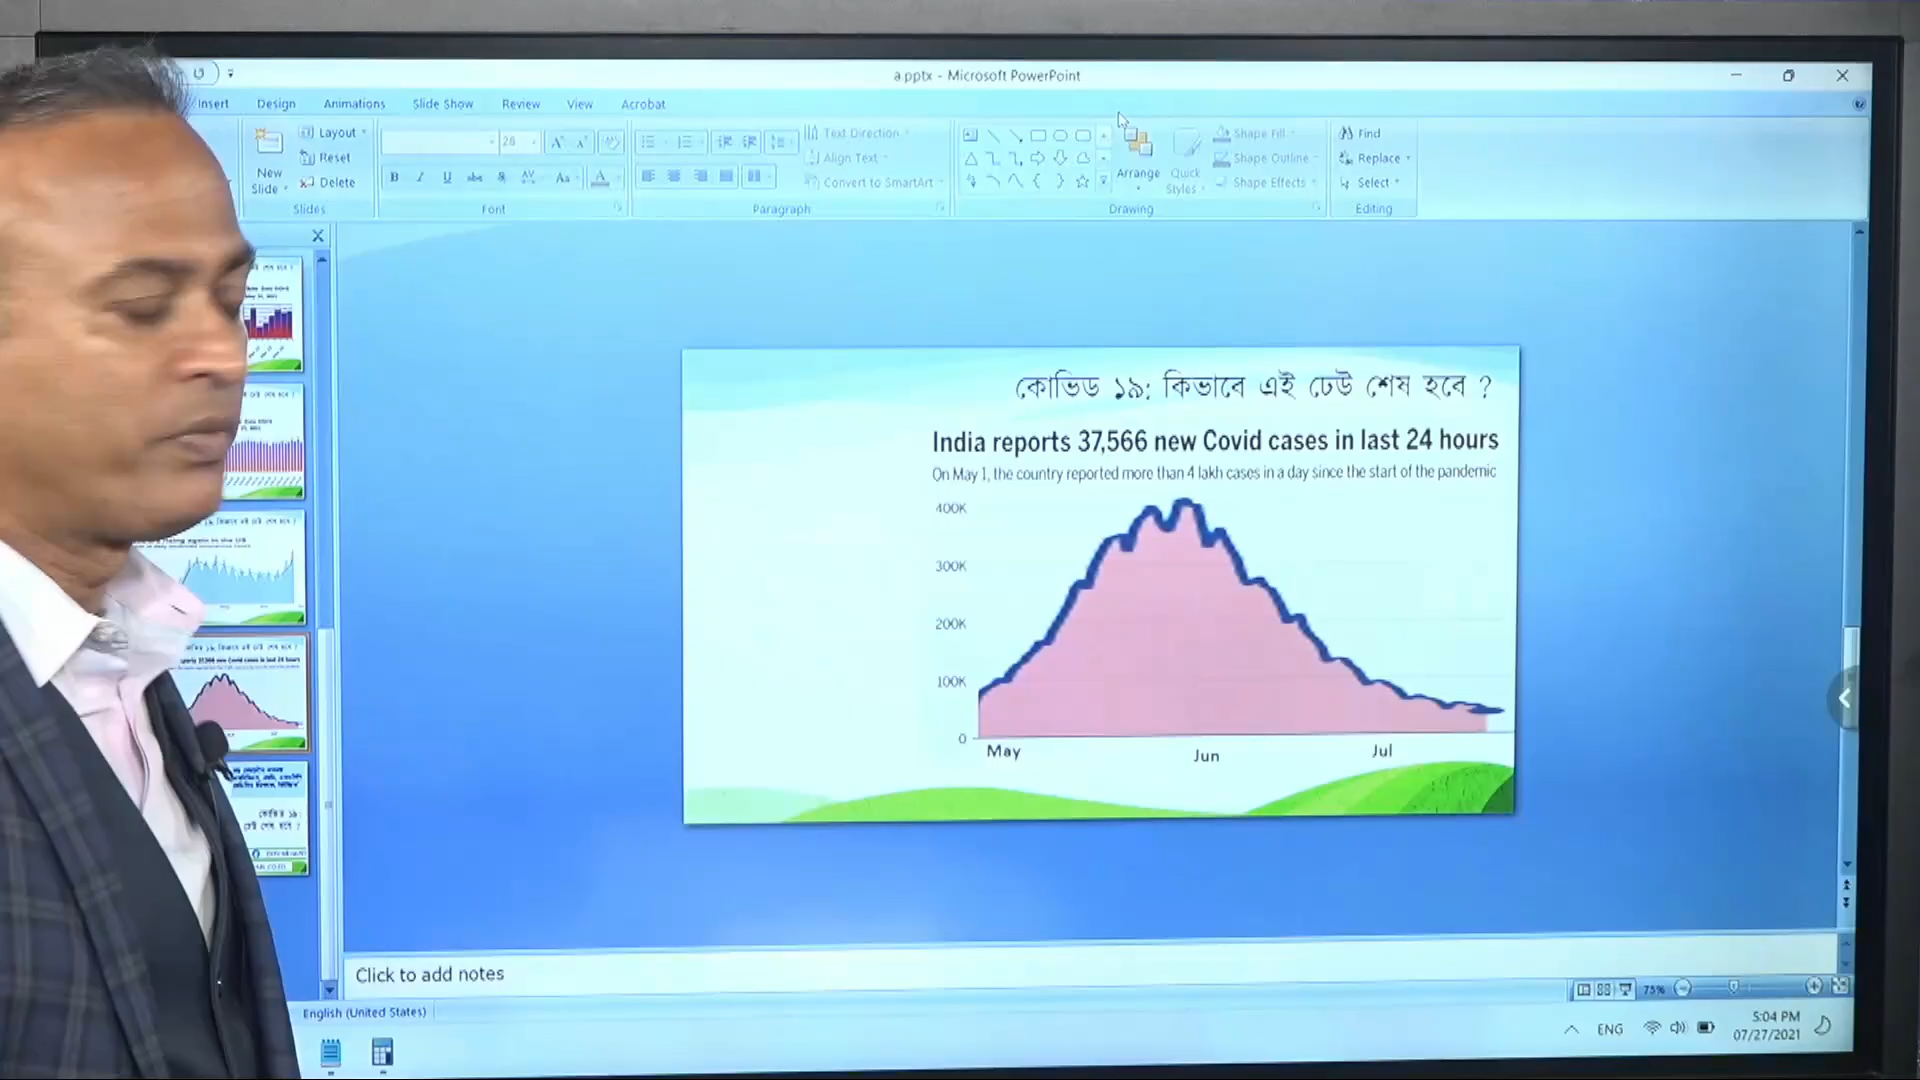 a.pptx - Microsoft PowerPoint
Insert Design Animations Slide Show Review View Acrobat
New Slide
Layout
Reset
Delete
Slides
28
B I U abc S AV Aa A
Font
Text Direction
Align Text
Convert to SmartArt
Paragraph
Arrange
Quick Styles
Shape Fill
Shape Outline
Shape Effects
Drawing
Find
Replace
Select
Editing
কোভিড ১৯: কিভাবে এই ঢেউ শেষ হবে ?
India reports 37,566 new Covid cases in last 24 hours
On May 1, the country reported more than 4 lakh cases in a day since the start of the pandemic
400K
300K
200K
100K
0
May Jun Jul
Click to add notes
English (United States)
75%
ENG
5:04 PM
07/27/2021